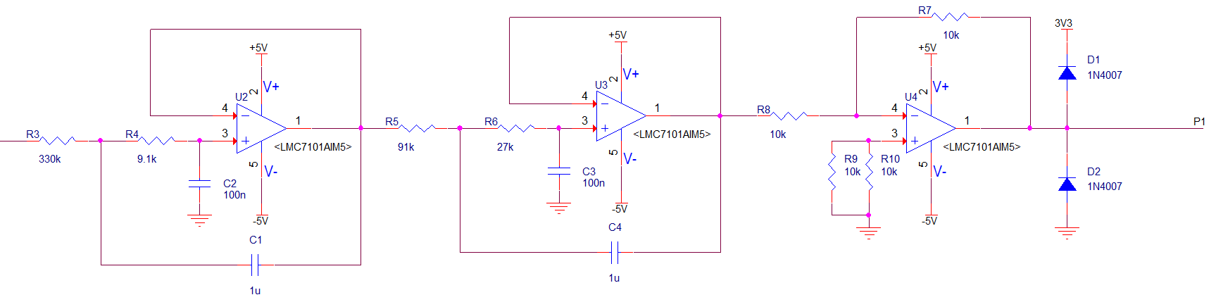 R7
10k
3V3
+5V
+5V
+5V
D1
1N4007
V+
V+
V+
U2
U3
U4
2
2
2
4
4
4
1
1
1
R3
R4
3
R5
R6
3
R8
3
P1
330k
9.1k
<LMC7101AIM5>
91k
27k
<LMC7101AIM5>
10k
<LMC7101AIM5>
V-
V-
V-
5
5
5
C2
100n
C3
100n
R9
10k
R10
10k
D2
1N4007
-5V
-5V
-5V
C1
1u
C4
1u